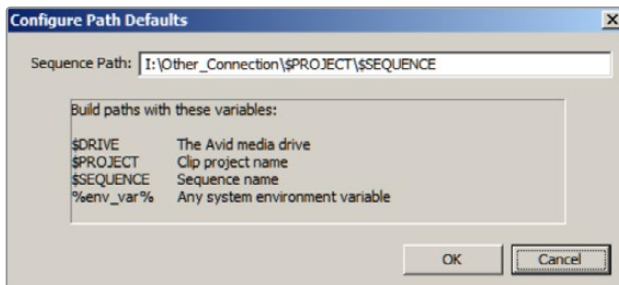 Configure Path Defaults
Sequence Path: I:\Other_Connection\$PROJECT\$SEQUENCE
Build paths with these variables:
$DRIVE The Avid media drive
$PROJECT Clip project name
$SEQUENCE Sequence name
%env_var% Any system environment variable
OK Cancel